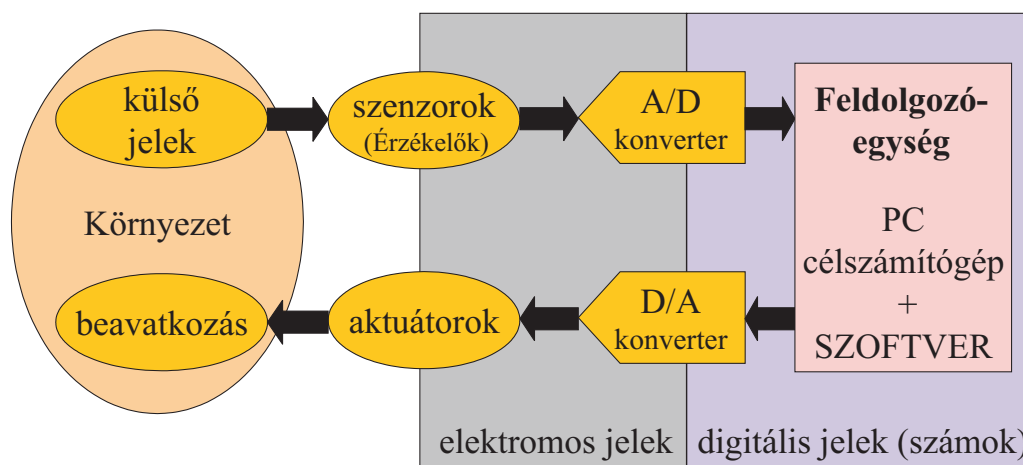 külső
jelek
szenzorok
(Érzékelők)
A/D
konverter
Feldolgozó-
egység
Környezet
PC
célszámítógép
+
SZOFTVER
beavatkozás
aktuátorok
D/A
konverter
elektromos jelek
digitális jelek (számok)